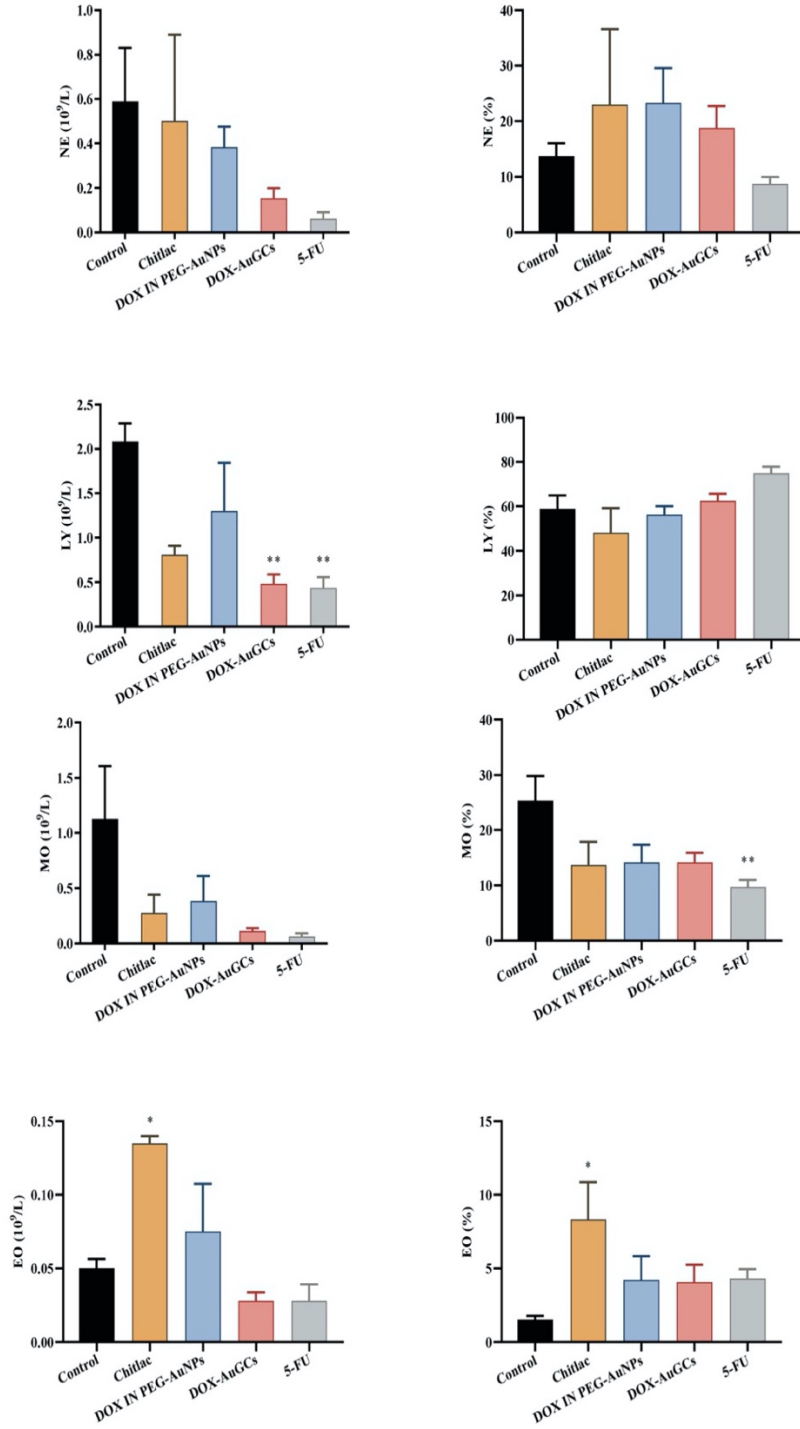 NE (10⁹/L)
1.0
0.8
0.6
0.4
0.2
0.0
Control
Chitlac
DOX IN PEG-AuNPs
DOX-AuGCs
5-FU
NE (%)
40
30
20
10
0
Control
Chitlac
DOX IN PEG-AuNPs
DOX-AuGCs
5-FU
LY (10⁹/L)
2.5
2.0
1.5
1.0
0.5
0.0
**
**
Control
Chitlac
DOX IN PEG-AuNPs
DOX-AuGCs
5-FU
LY (%)
100
80
60
40
20
0
Control
Chitlac
DOX IN PEG-AuNPs
DOX-AuGCs
5-FU
MO (10⁹/L)
2.0
1.5
1.0
0.5
0.0
Control
Chitlac
DOX IN PEG-AuNPs
DOX-AuGCs
5-FU
MO (%)
40
30
20
10
0
**
Control
Chitlac
DOX IN PEG-AuNPs
DOX-AuGCs
5-FU
EO (10⁹/L)
0.15
0.10
0.05
0.00
*
Control
Chitlac
DOX IN PEG-AuNPs
DOX-AuGCs
5-FU
EO (%)
15
10
5
0
*
Control
Chitlac
DOX IN PEG-AuNPs
DOX-AuGCs
5-FU